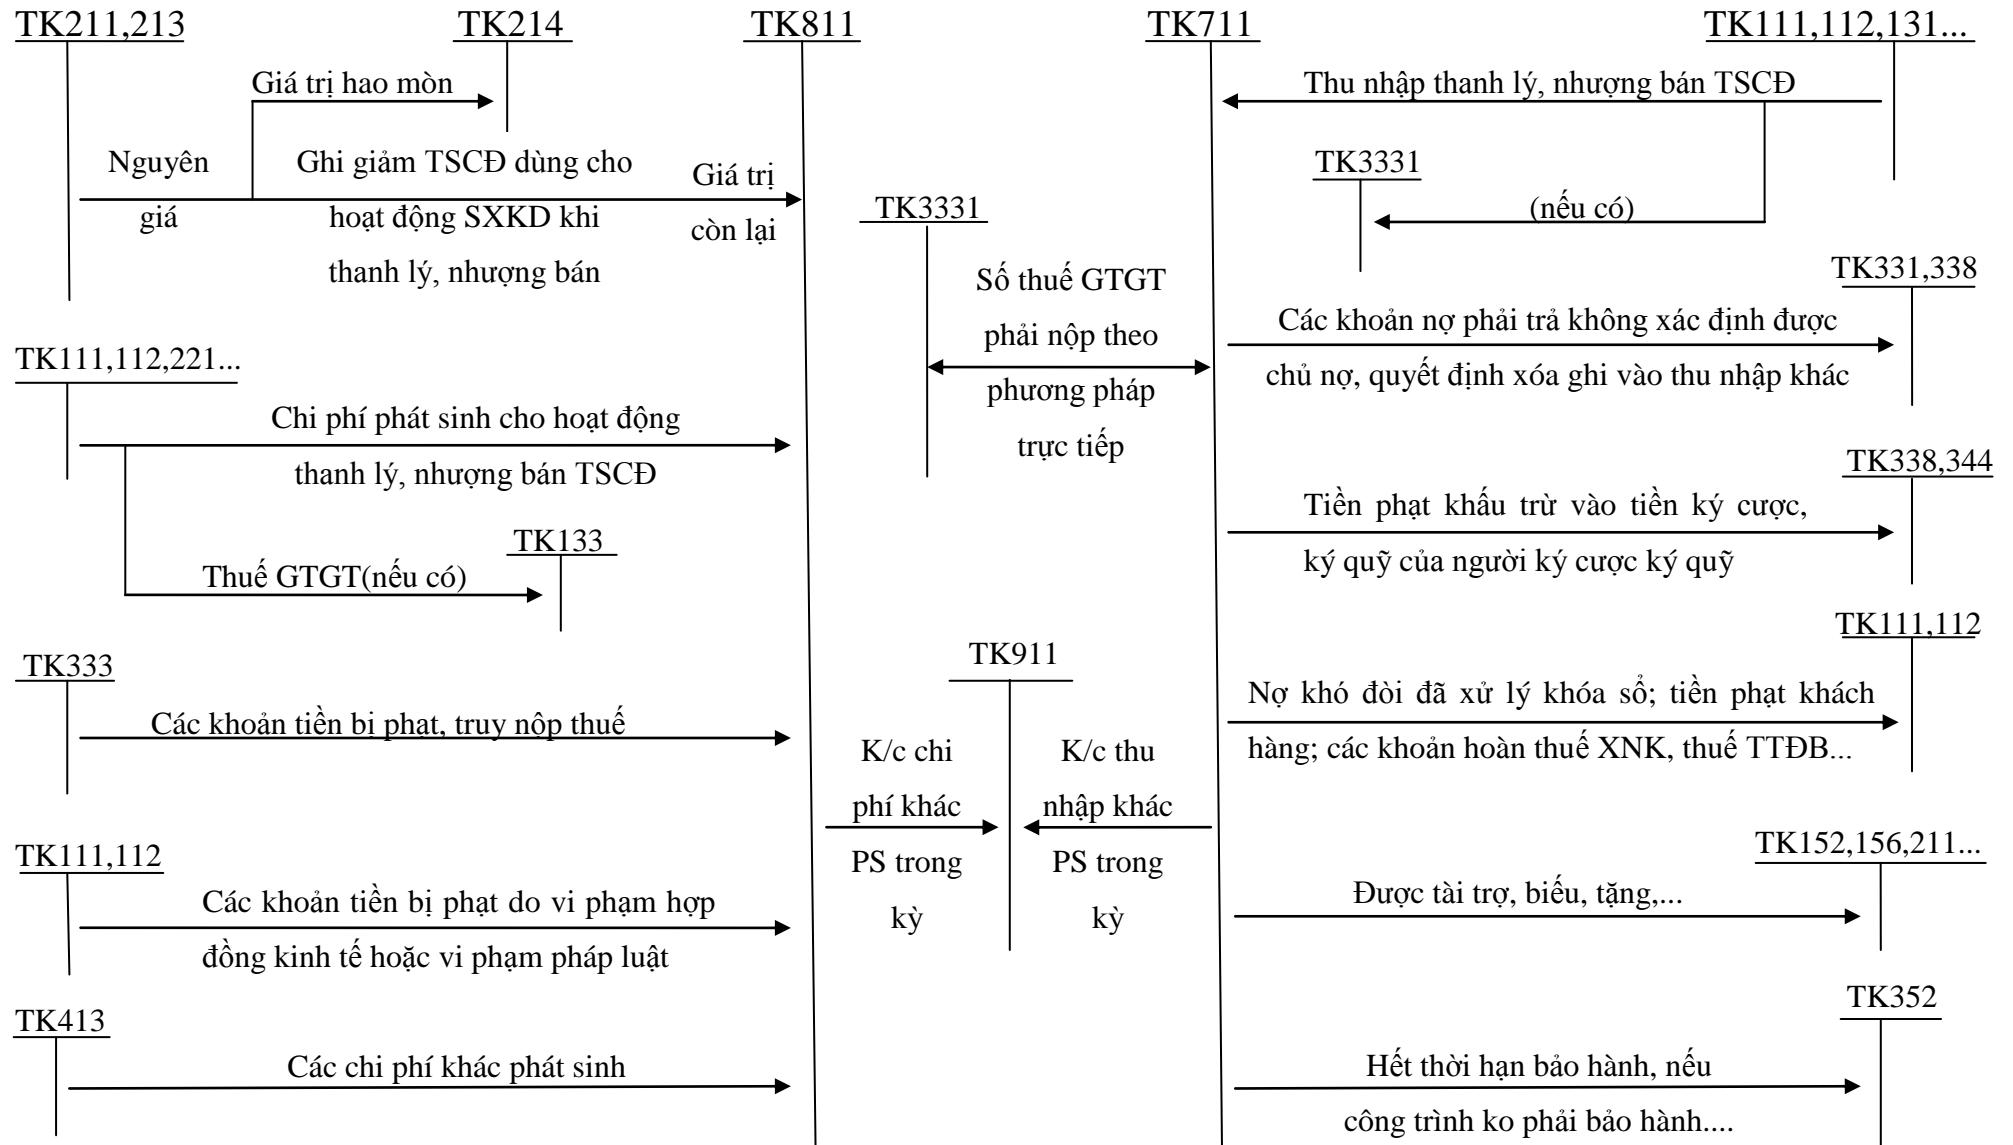 TK211,213
TK214
TK811
TK711
TK111,112,131...
Giá trị hao mòn
Thu nhập thanh lý, nhượng bán TSCĐ
Nguyên
giá
Ghi giảm TSCĐ dùng cho
hoạt động SXKD khi
thanh lý, nhượng bán
Giá trị
còn lại
TK3331
(nếu có)
TK3331
Số thuế GTGT
phải nộp theo
phương pháp
trực tiếp
TK331,338
Các khoản nợ phải trả không xác định được
chủ nợ, quyết định xóa ghi vào thu nhập khác
TK111,112,221...
Chi phí phát sinh cho hoạt động
thanh lý, nhượng bán TSCĐ
TK133
Thuế GTGT(nếu có)
TK338,344
Tiền phạt khấu trừ vào tiền ký cược,
ký quỹ của người ký cược ký quỹ
TK333
Các khoản tiền bị phạt, truy nộp thuế
TK911
K/c chi
phí khác
PS trong
kỳ
K/c thu
nhập khác
PS trong
kỳ
TK111,112
Nợ khó đòi đã xử lý khóa sổ; tiền phạt khách
hàng; các khoản hoàn thuế XNK, thuế TTĐB...
TK111,112
Các khoản tiền bị phạt do vi phạm hợp
đồng kinh tế hoặc vi phạm pháp luật
TK152,156,211...
Được tài trợ, biếu, tặng,...
TK413
Các chi phí khác phát sinh
TK352
Hết thời hạn bảo hành, nếu
công trình ko phải bảo hành....